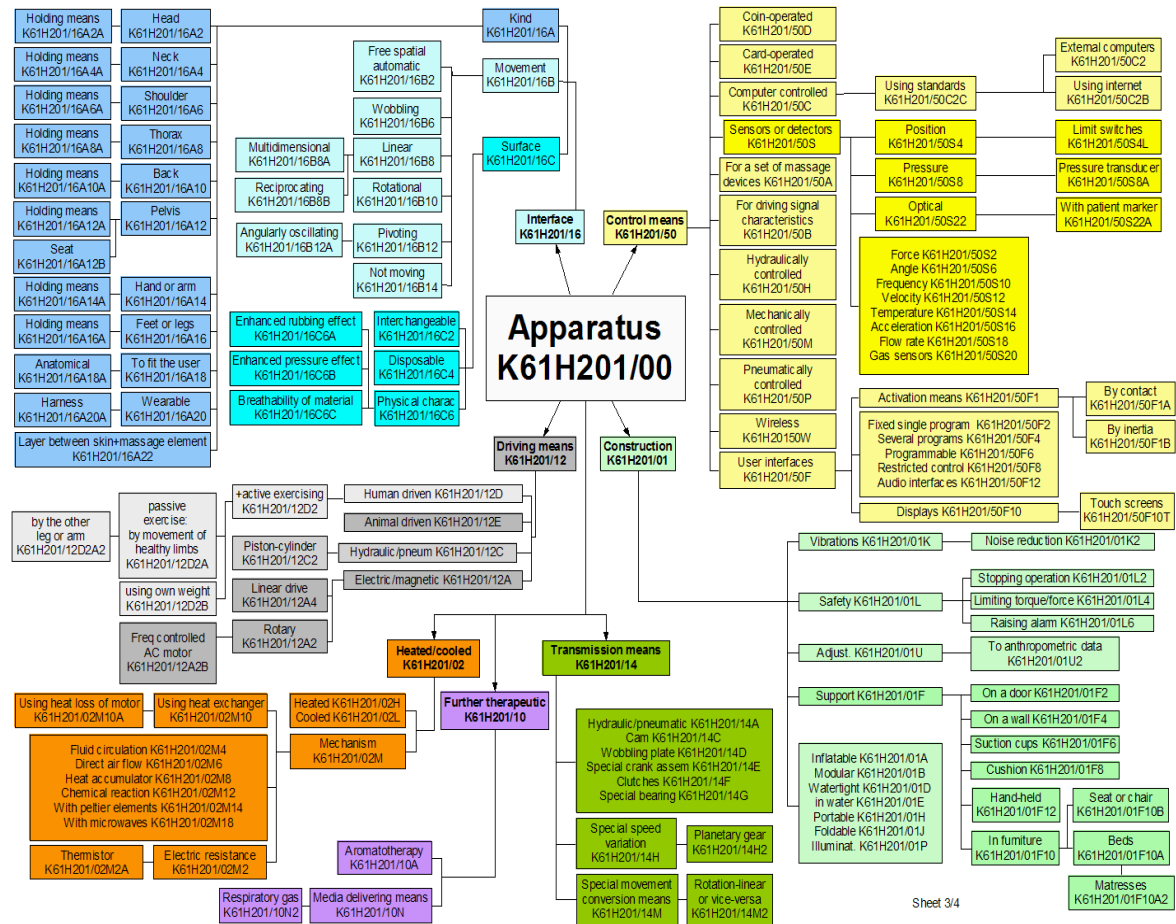 Holding means
K61H201/16A2A
Head
K61H201/16A2
Kind
K61H201/16A
Holding means
K61H201/16A4A
Neck
K61H201/16A4
Holding means
K61H201/16A6A
Shoulder
K61H201/16A6
Holding means
K61H201/16A8A
Thorax
K61H201/16A8
Holding means
K61H201/16A10A
Back
K61H201/16A10
Holding means
K61H201/16A12A
Pelvis
K61H201/16A12
Seat
K61H201/16A12B
Holding means
K61H201/16A14A
Hand or arm
K61H201/16A14
Holding means
K61H201/16A16A
Feet or legs
K61H201/16A16
Anatomical
K61H201/16A18A
To fit the user
K61H201/16A18
Harness
K61H201/16A20A
Wearable
K61H201/16A20
Layer between skin+massage element
K61H201/16A22
Free spatial
automatic
K61H201/16B2
Movement
K61H201/16B
Wobbling
K61H201/16B6
Multidimensional
K61H201/16B8A
Linear
K61H201/16B8
Reciprocating
K61H201/16B8B
Rotational
K61H201/16B10
Angularly oscillating
K61H201/16B12A
Pivoting
K61H201/16B12
Not moving
K61H201/16B14
Surface
K61H201/16C
Enhanced rubbing effect
K61H201/16C6A
Interchangeable
K61H201/16C2
Enhanced pressure effect
K61H201/16C6B
Disposable
K61H201/16C4
Breathability of material
K61H201/16C6C
Physical charac
K61H201/16C6
Interface
K61H201/16
Control means
K61H201/50
Apparatus
K61H201/00
Driving means
K61H201/12
Construction
K61H201/01
Coin-operated
K61H201/50D
Card-operated
K61H201/50E
Computer controlled
K61H201/50C
Using standards
K61H201/50C2C
External computers
K61H201/50C2
Using internet
K61H201/50C2B
Sensors or detectors
K61H201/50S
Position
K61H201/50S4
Limit switches
K61H201/50S4L
Pressure
K61H201/50S8
Pressure transducer
K61H201/50S8A
Optical
K61H201/50S22
With patient marker
K61H201/50S22A
Force K61H201/50S2
Angle K61H201/50S6
Frequency K61H201/50S10
Velocity K61H201/50S12
Temperature K61H201/50S14
Acceleration K61H201/50S16
Flow rate K61H201/50S18
Gas sensors K61H201/50S20
For a set of massage
devices K61H201/50A
For driving signal
characteristics
K61H201/50B
Hydraulically
controlled
K61H201/50H
Mechanically
controlled
K61H201/50M
Pneumatically
controlled
K61H201/50P
Wireless
K61H20150W
User interfaces
K61H201/50F
Activation means K61H201/50F1
By contact
K61H201/50F1A
By inertia
K61H201/50F1B
Fixed single program K61H201/50F2
Several programs K61H201/50F4
Programmable K61H201/50F6
Restricted control K61H201/50F8
Audio interfaces K61H201/50F12
Displays K61H201/50F10
Touch screens
K61H201/50F10T
by the other
leg or arm
K61H201/12D2A2
passive
exercise:
by movement of
healthy limbs
K61H201/12D2A
+active exercising
K61H201/12D2
Human driven K61H201/12D
Animal driven K61H201/12E
using own weight
K61H201/12D2B
Piston-cylinder
K61H201/12C2
Hydraulic/pneum K61H201/12C
Electric/magnetic K61H201/12A
Linear drive
K61H201/12A4
Freq controlled
AC motor
K61H201/12A2B
Rotary
K61H201/12A2
Heated/cooled
K61H201/02
Transmission means
K61H201/14
Further therapeutic
K61H201/10
Using heat loss of motor
K61H201/02M10A
Using heat exchanger
K61H201/02M10
Heated K61H201/02H
Cooled K61H201/02L
Mechanism
K61H201/02M
Fluid circulation K61H201/02M4
Direct air flow K61H201/02M6
Heat accumulator K61H201/02M8
Chemical reaction K61H201/02M12
With peltier elements K61H201/02M14
With microwaves K61H201/02M18
Thermistor
K61H201/02M2A
Electric resistance
K61H201/02M2
Aromatotherapy
K61H201/10A
Respiratory gas
K61H201/10N2
Media delivering means
K61H201/10N
Hydraulic/pneumatic K61H201/14A
Cam K61H201/14C
Wobbling plate K61H201/14D
Special crank assem K61H201/14E
Clutches K61H201/14F
Special bearing K61H201/14G
Special speed
variation
K61H201/14H
Planetary gear
K61H201/14H2
Special movement
conversion means
K61H201/14M
Rotation-linear
or vice-versa
K61H201/14M2
Vibrations K61H201/01K
Noise reduction K61H201/01K2
Safety K61H201/01L
Stopping operation K61H201/01L2
Limiting torque/force K61H201/01L4
Raising alarm K61H201/01L6
Adjust. K61H201/01U
To anthropometric data
K61H201/01U2
Support K61H201/01F
On a door K61H201/01F2
On a wall K61H201/01F4
Suction cups K61H201/01F6
Cushion K61H201/01F8
Inflatable K61H201/01A
Modular K61H201/01B
Watertight K61H201/01D
in water K61H201/01E
Portable K61H201/01H
Foldable K61H201/01J
Illuminat. K61H201/01P
Hand-held
K61H201/01F12
Seat or chair
K61H201/01F10B
In furniture
K61H201/01F10
Beds
K61H201/01F10A
Matresses
K61H201/01F10A2
Sheet 3/4